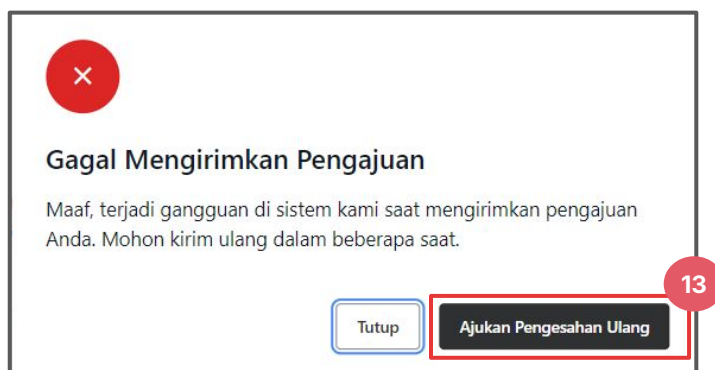 Gagal Mengirimkan Pengajuan
Maaf, terjadi gangguan di sistem kami saat mengirimkan pengajuan
Anda. Mohon kirim ulang dalam beberapa saat.
13
Tutup
Ajukan Pengesahan Ulang